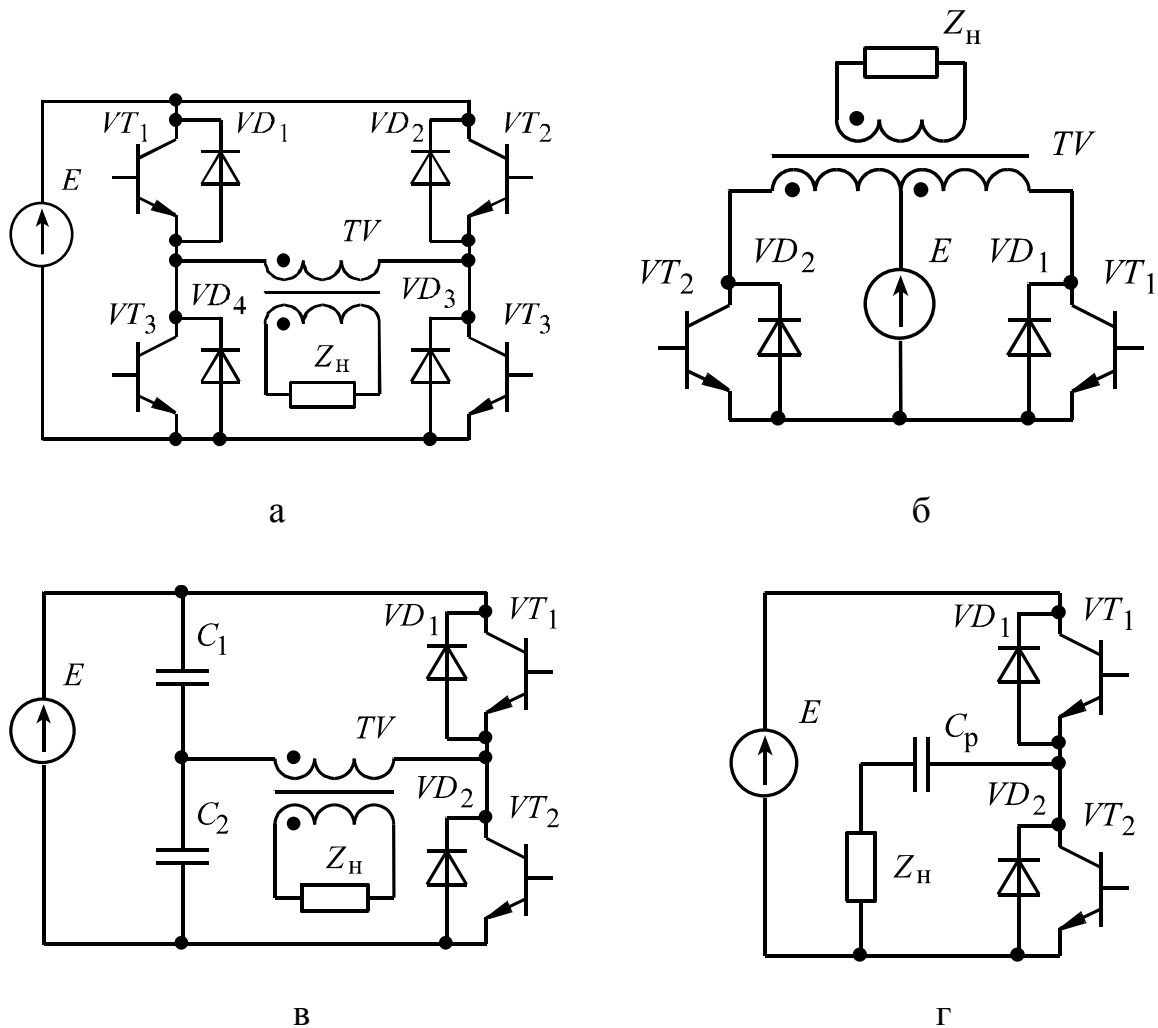 VT1 VD1 VD2 VT2
E
TV
VT3 VD4 VD3 VT3
Zн
а
Zн
TV
VT2 VD2 E VD1 VT1
б
C1 VD1 VT1
E
TV
C2 VD2 VT2
Zн
в
VD1 VT1
E Cр
VD2 VT2
Zн
г